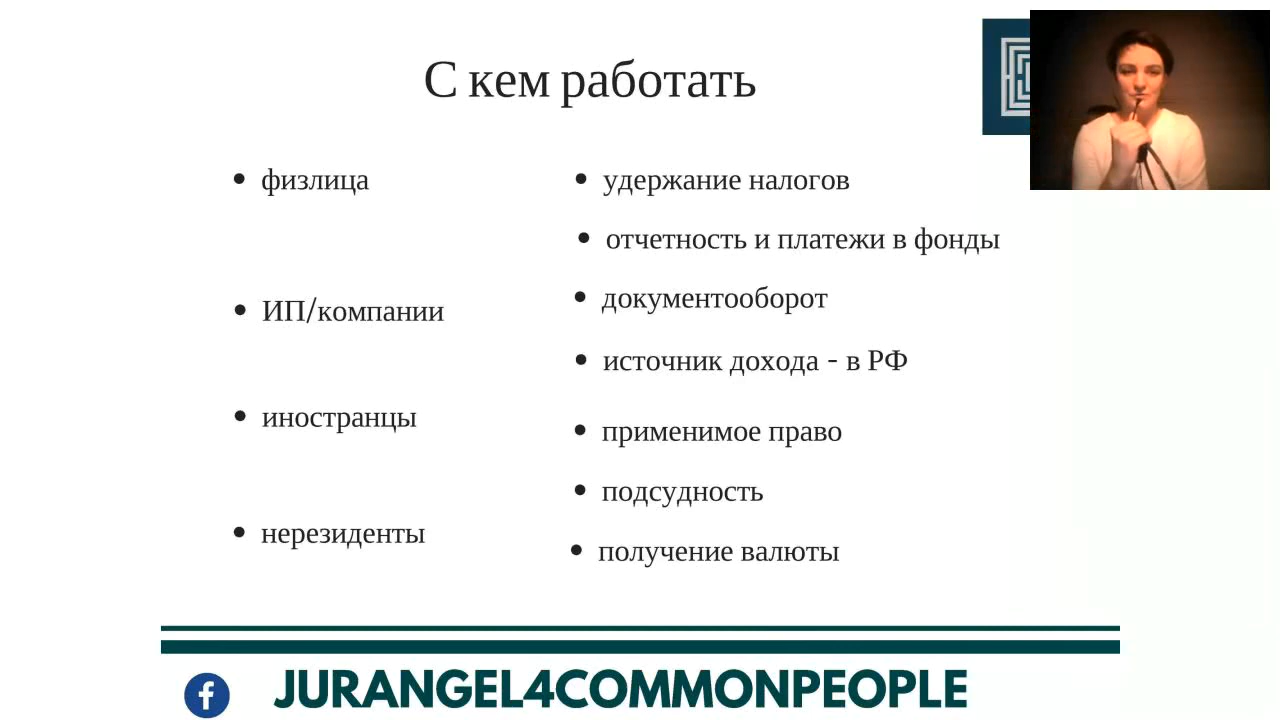 С кем работать
• физлица
• ИП/компании
• иностранцы
• нерезиденты
• удержание налогов
• отчетность и платежи в фонды
• документооборот
• источник дохода - в РФ
• применимое право
• подсудность
• получение валюты
JURANGEL4COMMONPEOPLE